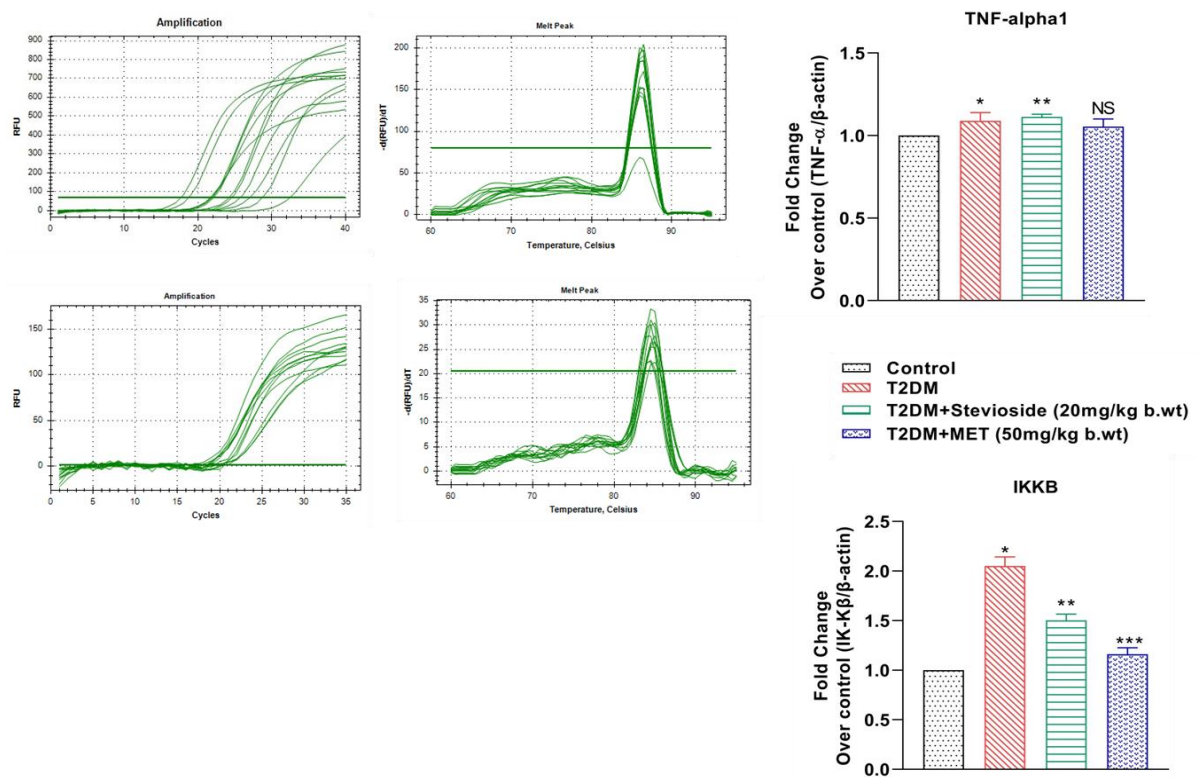 Amplification
900
800
700
600
500
400
300
200
100
0
RFU
0 10 20 30 40
Cycles
Melt Peak
200
150
100
50
0
-d(RFU)/dT
60 70 80 90
Temperature, Celsius
TNF-alpha1
1.5
1.0
0.5
0.0
Fold Change
Over control (TNF-α/β-actin)
* ** NS
Amplification
150
100
50
0
RFU
0 5 10 15 20 25 30 35
Cycles
Melt Peak
35
30
25
20
15
10
5
0
-d(RFU)/dT
60 70 80 90
Temperature, Celsius
Control
T2DM
T2DM+Stevioside (20mg/kg b.wt)
T2DM+MET (50mg/kg b.wt)
IKKB
2.5
2.0
1.5
1.0
0.5
0.0
Fold Change
Over control (IK-Kβ/β-actin)
* ** ***